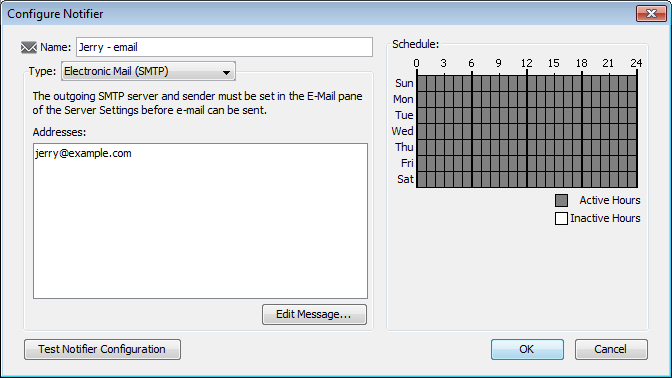 Configure Notifier
Name: Jerry - email
Type: Electronic Mail (SMTP)
The outgoing SMTP server and sender must be set in the E-Mail pane
of the Server Settings before e-mail can be sent.
Addresses:
jerry@example.com
Edit Message...
Schedule:
0 3 6 9 12 15 18 21 24
Sun
Mon
Tue
Wed
Thu
Fri
Sat
Active Hours
Inactive Hours
Test Notifier Configuration
OK
Cancel